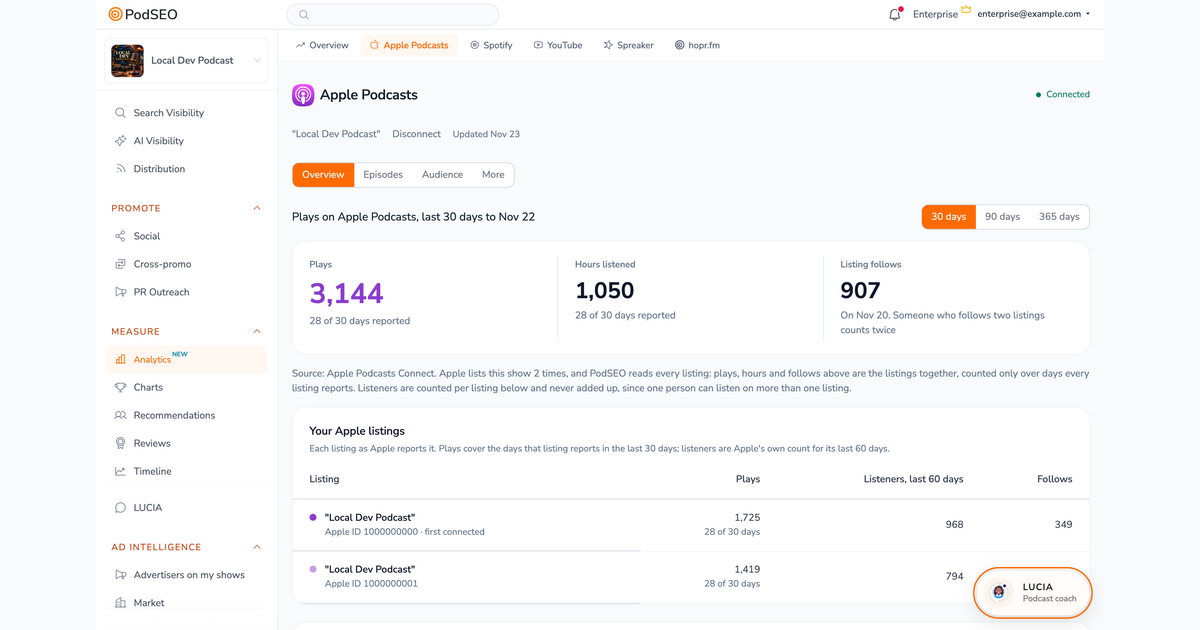 PodSEO
Enterprise
enterprise@example.com
Local Dev Podcast
Overview
Apple Podcasts
Spotify
YouTube
Spreaker
hopr.fm
Search Visibility
AI Visibility
Distribution
PROMOTE
Social
Cross-promo
PR Outreach
MEASURE
Analytics NEW
Charts
Recommendations
Reviews
Timeline
LUCIA
AD INTELLIGENCE
Advertisers on my shows
Market
Apple Podcasts
Connected
"Local Dev Podcast" Disconnect Updated Nov 23
Overview Episodes Audience More
Plays on Apple Podcasts, last 30 days to Nov 22
30 days 90 days 365 days
Plays
3,144
28 of 30 days reported
Hours listened
1,050
28 of 30 days reported
Listing follows
907
On Nov 20. Someone who follows two listings
counts twice
Source: Apple Podcasts Connect. Apple lists this show 2 times, and PodSEO reads every listing: plays, hours and follows above are the listings together, counted only over days every
listing reports. Listeners are counted per listing below and never added up, since one person can listen on more than one listing.
Your Apple listings
Each listing as Apple reports it. Plays cover the days that listing reports in the last 30 days; listeners are Apple's own count for its last 60 days.
Listing Plays Listeners, last 60 days Follows
"Local Dev Podcast"
Apple ID 1000000000 · first connected
1,725
28 of 30 days
968
349
"Local Dev Podcast"
Apple ID 1000000001
1,419
28 of 30 days
794
LUCIA
Podcast coach